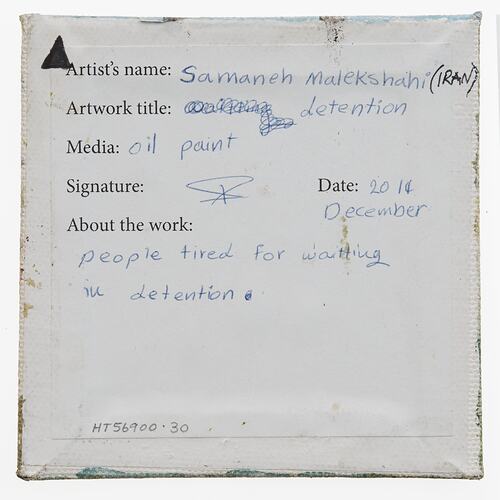 Artist's name: Samaneh Malekshahi (IRAN)
Artwork title: detention
Media: oil paint
Signature: Date: 2014
December
About the work:
people tired for waitting
in detention.
HT56900.30